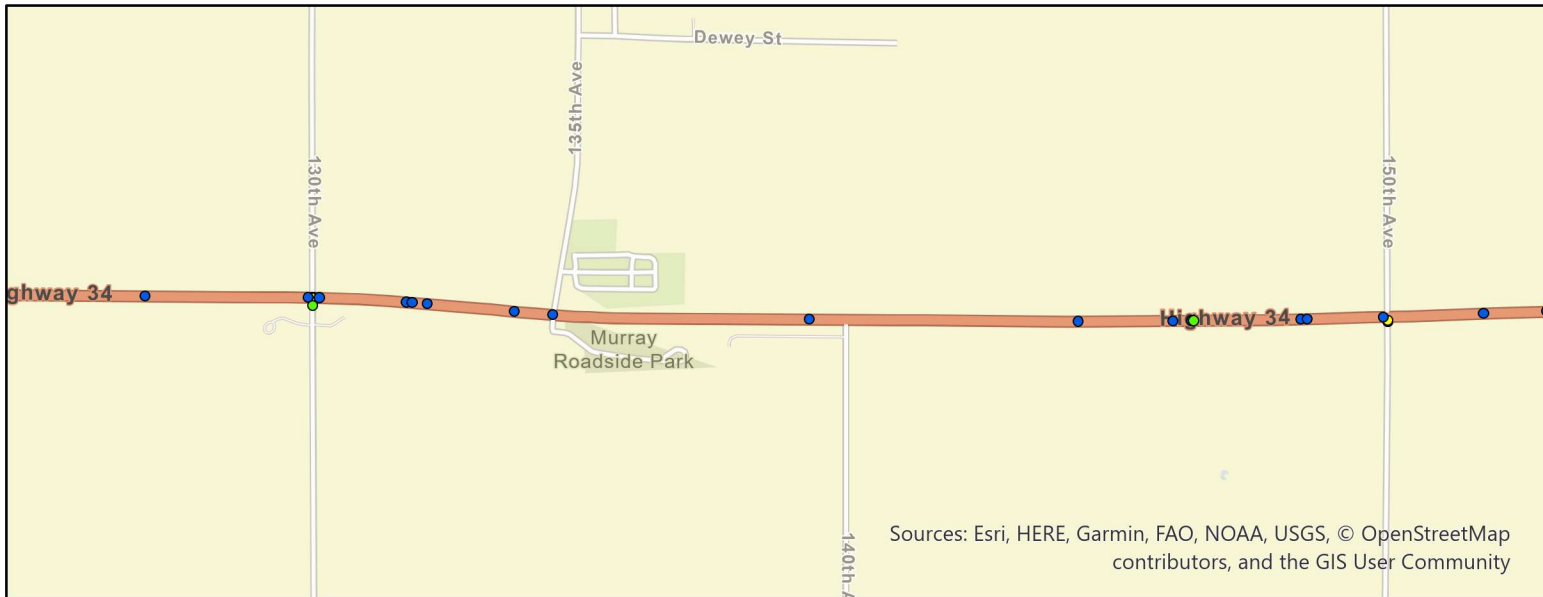 Dewey St
135th Ave
130th Ave
150th Ave
ghway 34
Highway 34
Murray
Roadside Park
140th A
Sources: Esri, HERE, Garmin, FAO, NOAA, USGS, © OpenStreetMap
contributors, and the GIS User Community